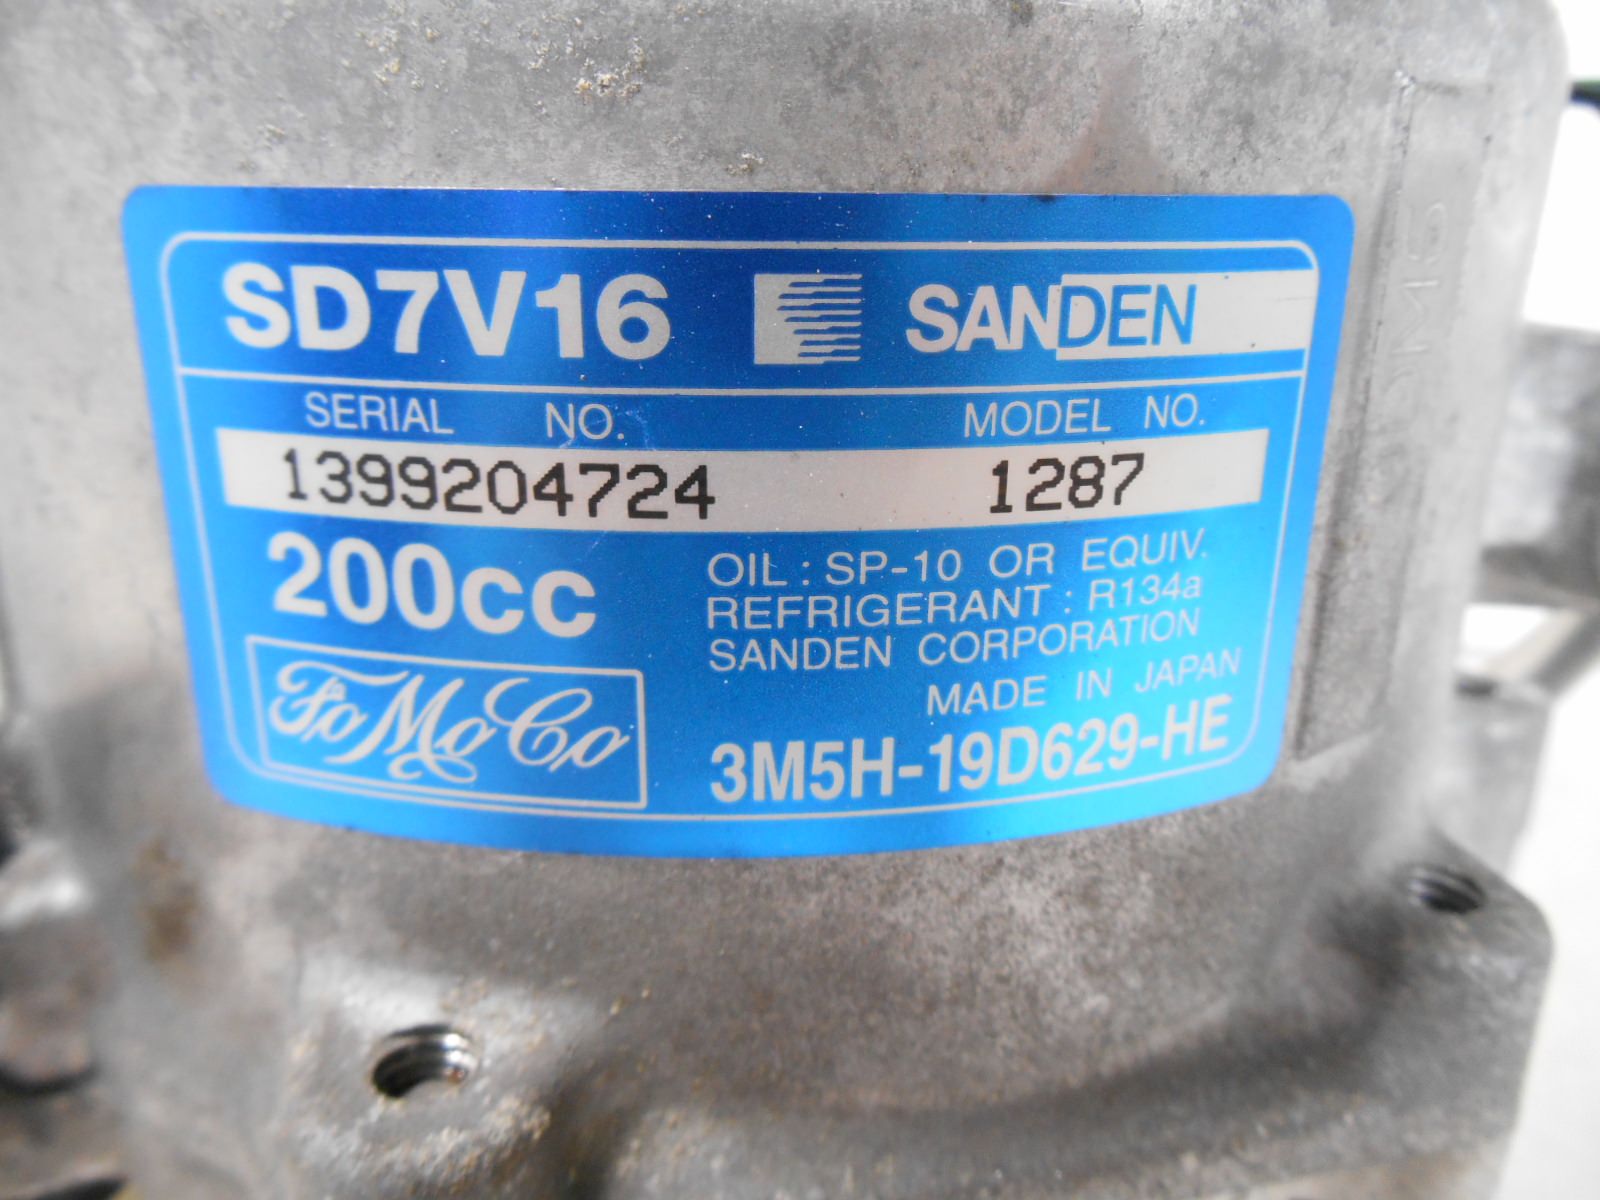 SD7V16 SANDEN
SERIAL NO. MODEL NO.
1399204724 1287
200cc
OIL : SP-10 OR EQUIV.
REFRIGERANT : R134a
SANDEN CORPORATION
MADE IN JAPAN
FoMoCo
3M5H-19D629-HE